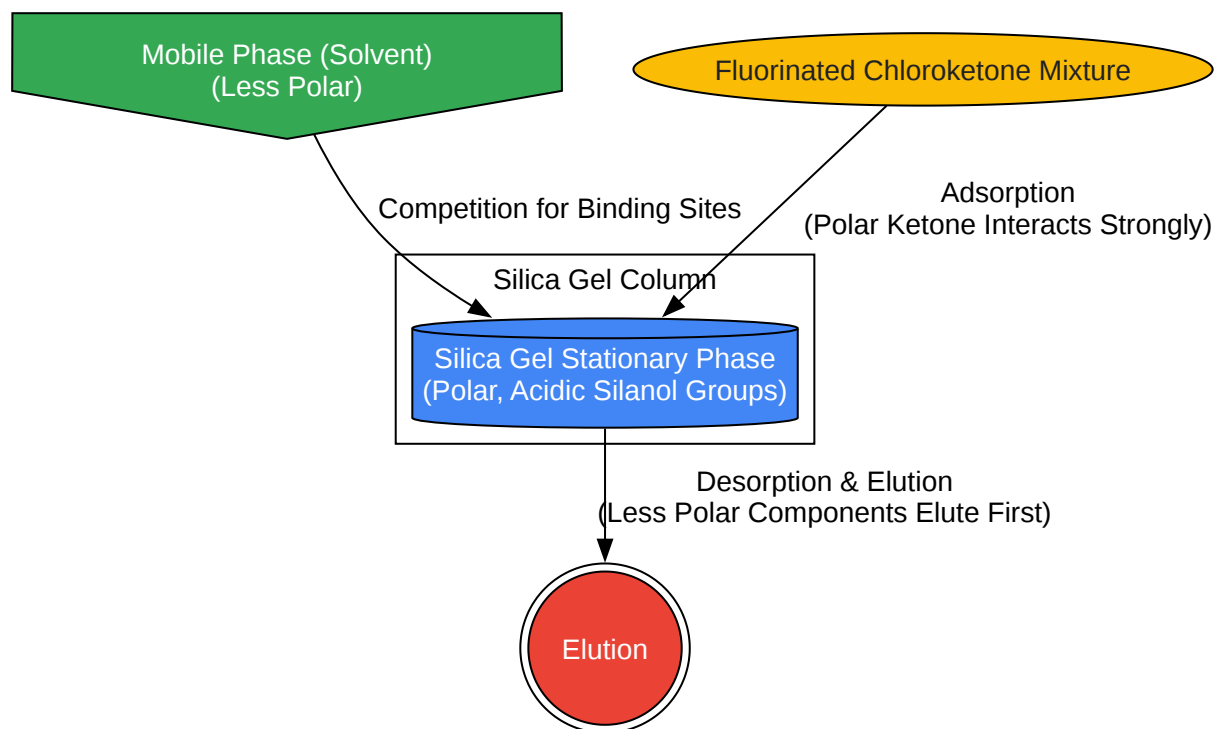 Mobile Phase (Solvent)
(Less Polar)
Fluorinated Chloroketone Mixture
Competition for Binding Sites
Adsorption
(Polar Ketone Interacts Strongly)
Silica Gel Column
Silica Gel Stationary Phase
(Polar, Acidic Silanol Groups)
Desorption & Elution
(Less Polar Components Elute First)
Elution